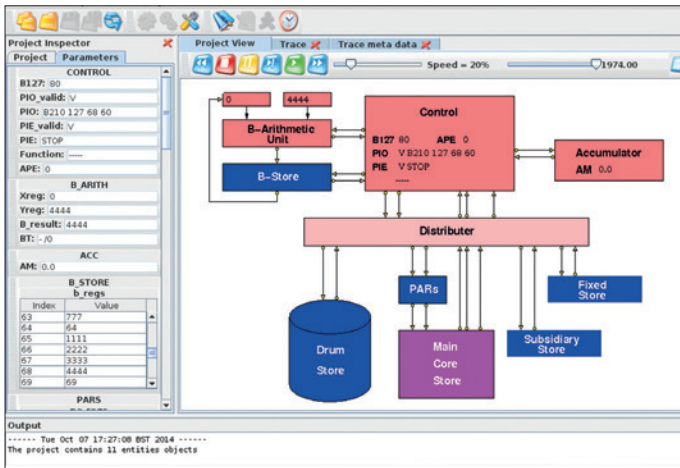 Project Inspector
Project Parameters
CONTROL
B127: 80
PIO_valid: V
PIO: B210 127 68 60
PIE_valid: V
PIE: STOP
Function: -----
APE: 0
B_ARITH
Xreg: 0
Yreg: 4444
B_result: 4444
BT: -/0
ACC
AM: 0.0
B_STORE
b_regs
Index Value
63 777
64 64
65 1111
66 2222
67 3333
68 4444
69 69
PARS
Project View Trace Trace meta data
Speed = 20% 1974.00
0 4444
B-Arithmetic
Unit
B-Store
Control
B127 80 APE 0
PIO V B210 127 68 60
PIE V STOP
-----
Accumulator
AM 0.0
Distributer
Drum
Store
PARs
Main
Core
Store
Subsidiary
Store
Fixed
Store
Output
------ Tue Oct 07 17:27:08 BST 2014 ------
The project contains 11 entities objects